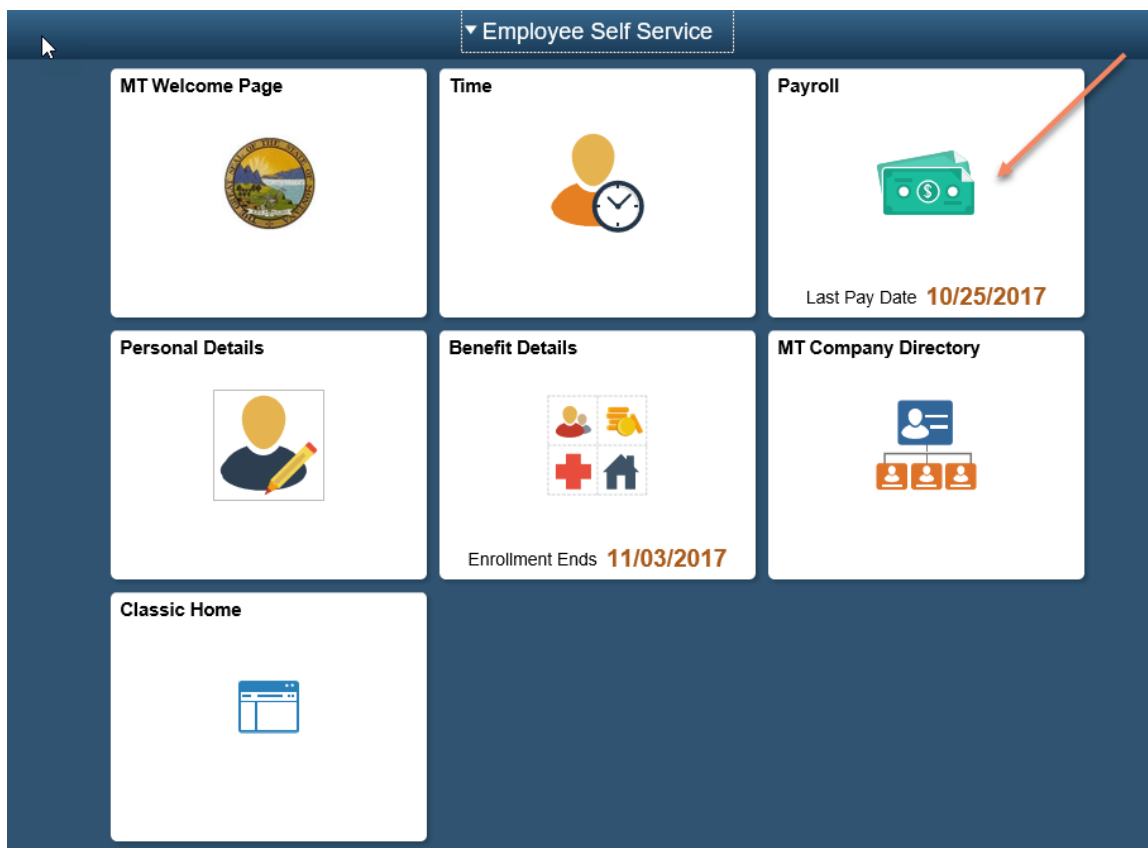 Employee Self Service
MT Welcome Page
Time
Payroll
Last Pay Date 10/25/2017
Personal Details
Benefit Details
MT Company Directory
Enrollment Ends 11/03/2017
Classic Home